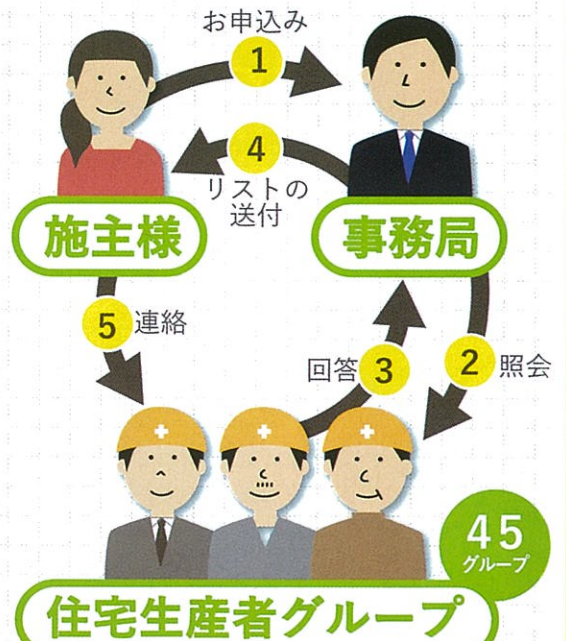 お申込み
1
4
リストの
送付
施主様
事務局
5 連絡
回答 3
2 照会
45
グループ
住宅生産者グループ